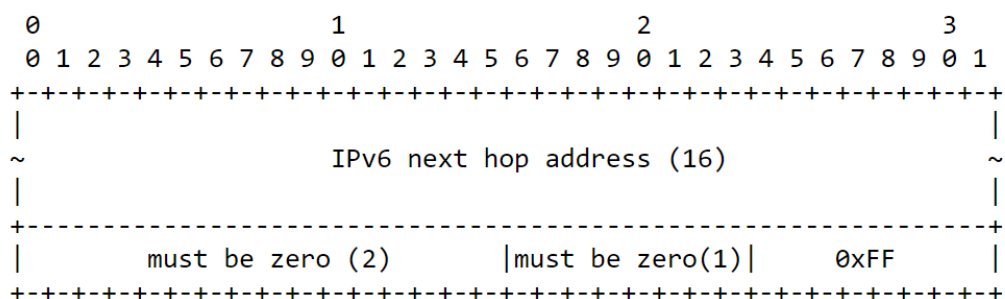 0                   1                   2                   3
0 1 2 3 4 5 6 7 8 9 0 1 2 3 4 5 6 7 8 9 0 1 2 3 4 5 6 7 8 9 0 1
+-+-+-+-+-+-+-+-+-+-+-+-+-+-+-+-+-+-+-+-+-+-+-+-+-+-+-+-+-+-+-+-+
|                                                               |
~                    IPv6 next hop address (16)                 ~
|                                                               |
+---------------------------------------------------------------+
|        must be zero (2)       |must be zero(1)|     0xFF      |
+-+-+-+-+-+-+-+-+-+-+-+-+-+-+-+-+-+-+-+-+-+-+-+-+-+-+-+-+-+-+-+-+